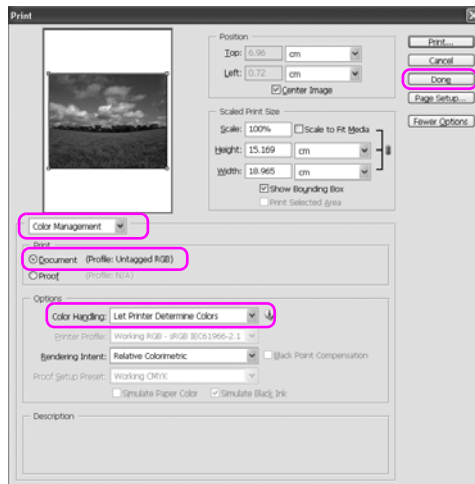 Print
Position
Top: 6.96 cm
Left: 0.72 cm
Center Image
Scaled Print Size
Scale: 100% Scale to Fit Media
Height: 15.169 cm
Width: 18.965 cm
Show Bounding Box
Print Selected Area
Print...
Cancel
Done
Page Setup...
Fewer Options
Color Management
Print
Document (Profile: Untagged RGB)
Proof (Profile: N/A)
Options
Color Handling: Let Printer Determine Colors
Printer Profile: Working RGB - sRGB IEC61966-2.1
Rendering Intent: Relative Colorimetric Black Point Compensation
Proof Setup Preset: Working CMYK
Simulate Paper Color Simulate Black Ink
Description